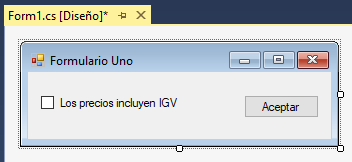 Form1.cs [Diseño]*
Formulario Uno
Los precios incluyen IGV
Aceptar